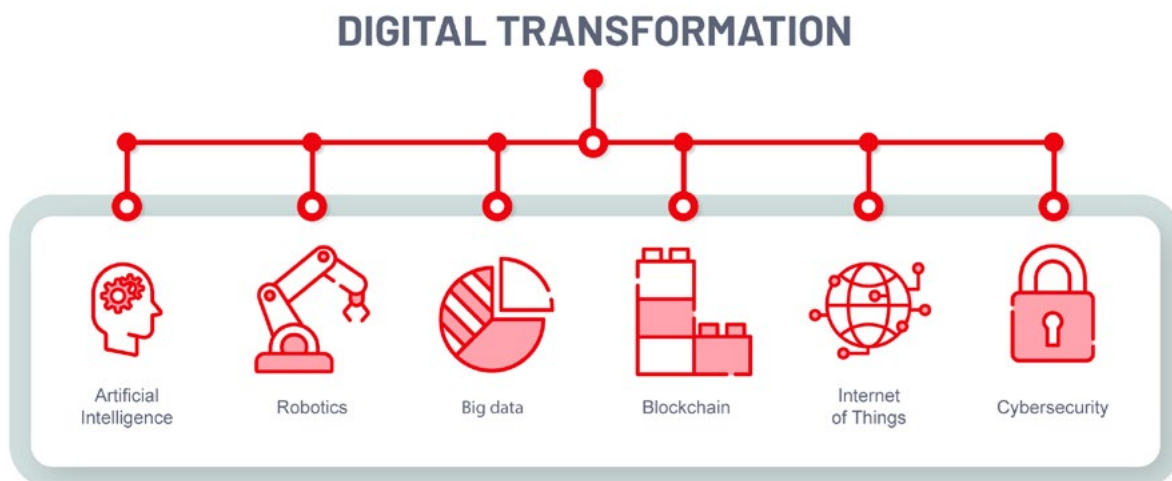 DIGITAL TRANSFORMATION
Artificial
Intelligence
Robotics
Big data
Blockchain
Internet
of Things
Cybersecurity